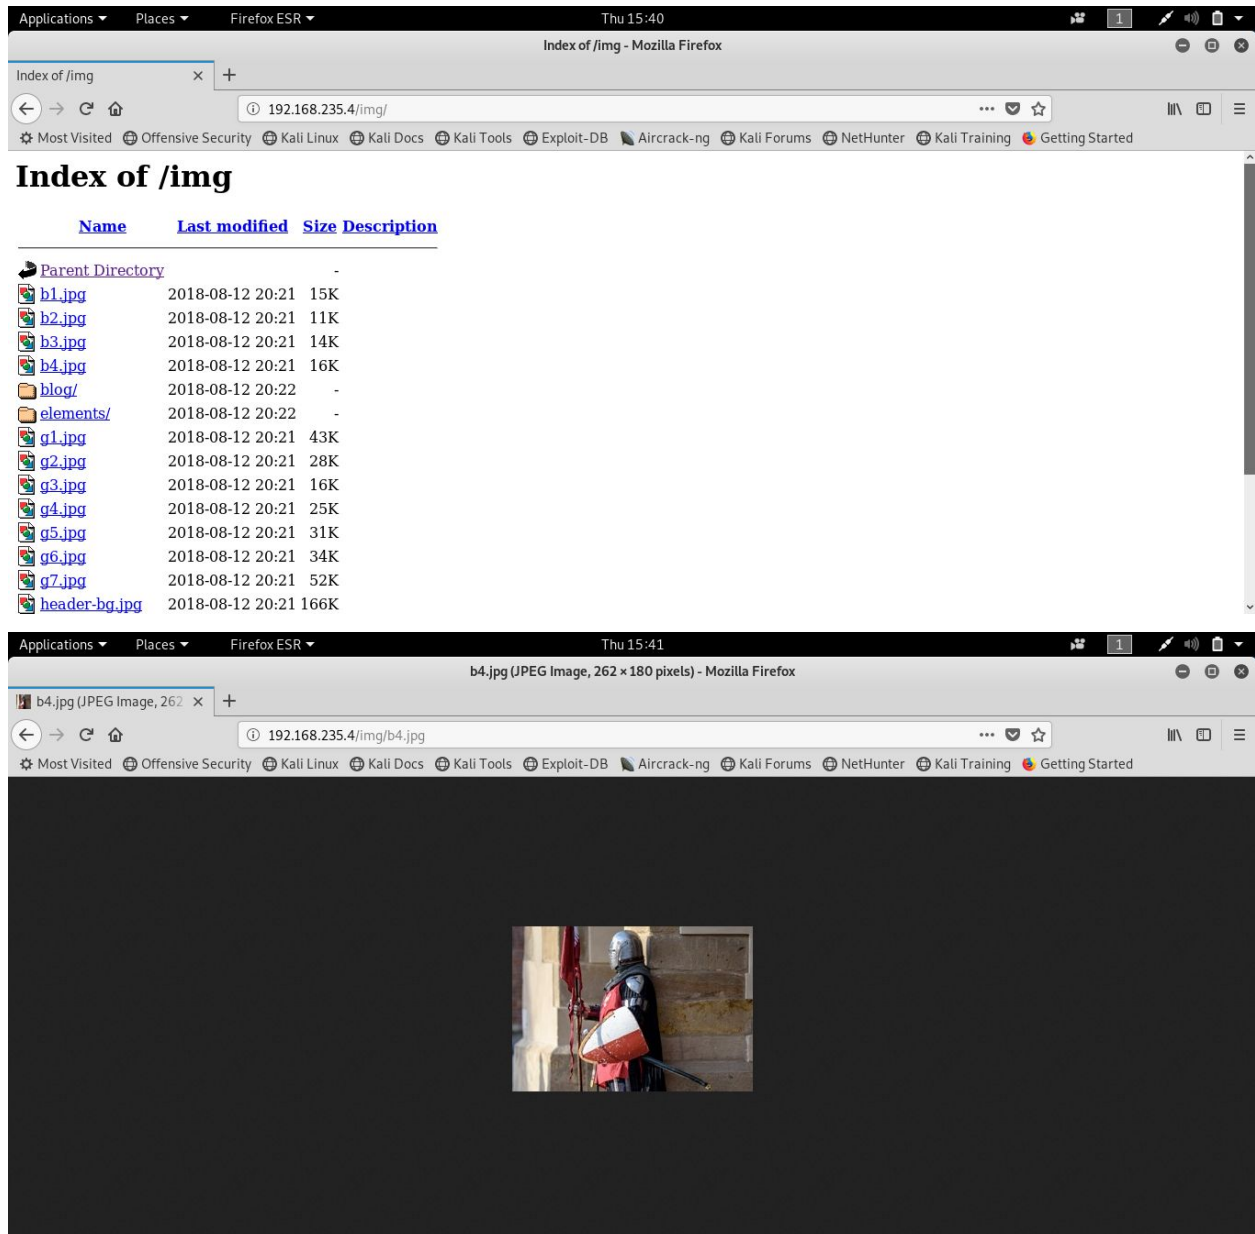 Applications Places Firefox ESR Thu 15:40 1
Index of /img - Mozilla Firefox
Index of /img
192.168.235.4/img/
Most Visited Offensive Security Kali Linux Kali Docs Kali Tools Exploit-DB Aircrack-ng Kali Forums NetHunter Kali Training Getting Started
Index of /img
Name Last modified Size Description
Parent Directory -
b1.jpg 2018-08-12 20:21 15K
b2.jpg 2018-08-12 20:21 11K
b3.jpg 2018-08-12 20:21 14K
b4.jpg 2018-08-12 20:21 16K
blog/ 2018-08-12 20:22 -
elements/ 2018-08-12 20:22 -
g1.jpg 2018-08-12 20:21 43K
g2.jpg 2018-08-12 20:21 28K
g3.jpg 2018-08-12 20:21 16K
g4.jpg 2018-08-12 20:21 25K
g5.jpg 2018-08-12 20:21 31K
g6.jpg 2018-08-12 20:21 34K
g7.jpg 2018-08-12 20:21 52K
header-bg.jpg 2018-08-12 20:21 166K
Applications Places Firefox ESR Thu 15:41 1
b4.jpg (JPEG Image, 262 × 180 pixels) - Mozilla Firefox
b4.jpg (JPEG Image, 262
192.168.235.4/img/b4.jpg
Most Visited Offensive Security Kali Linux Kali Docs Kali Tools Exploit-DB Aircrack-ng Kali Forums NetHunter Kali Training Getting Started